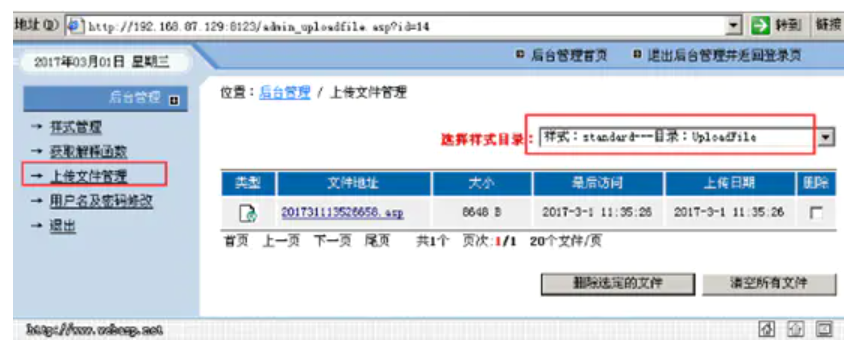 地址(D) http://192.168.87.129:8123/admin_uploadfile.asp?id=14 转到 链接
2017年03月01日 星期三
后台管理首页 退出后台管理并返回登录页
后台管理
位置：后台管理 / 上传文件管理
→ 样式管理
→ 获取解释函数
→ 上传文件管理
→ 用户名及密码修改
→ 退出
选择样式目录：样式：standard---目录：UploadFile
类型 文件地址 大小 最后访问 上传日期 删除
201731113526658.asp 8648 B 2017-3-1 11:35:26 2017-3-1 11:35:26
首页 上一页 下一页 尾页 共1个 页次:1/1 20个文件/页
删除选定的文件 清空所有文件